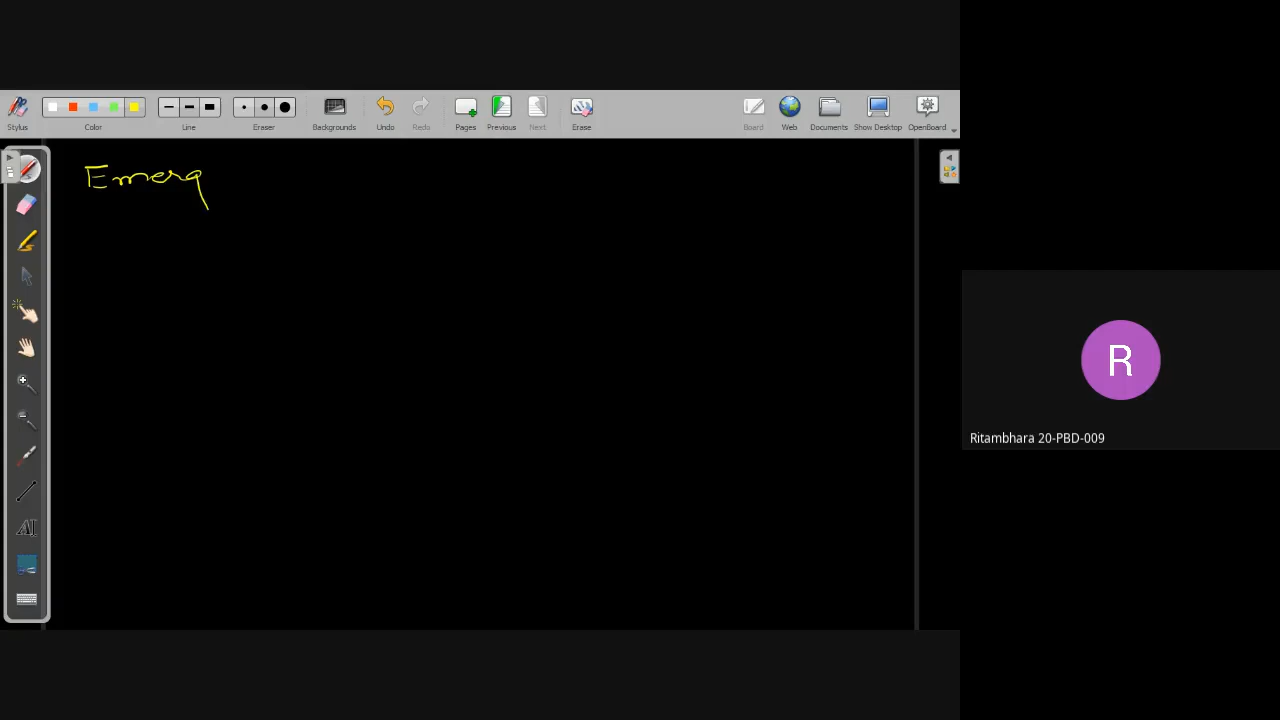 Stylus Color Line Eraser Backgrounds Undo Redo Pages Previous Next Erase Board Web Documents Show Desktop OpenBoard
Emerg
R
Ritambhara 20-PBD-009